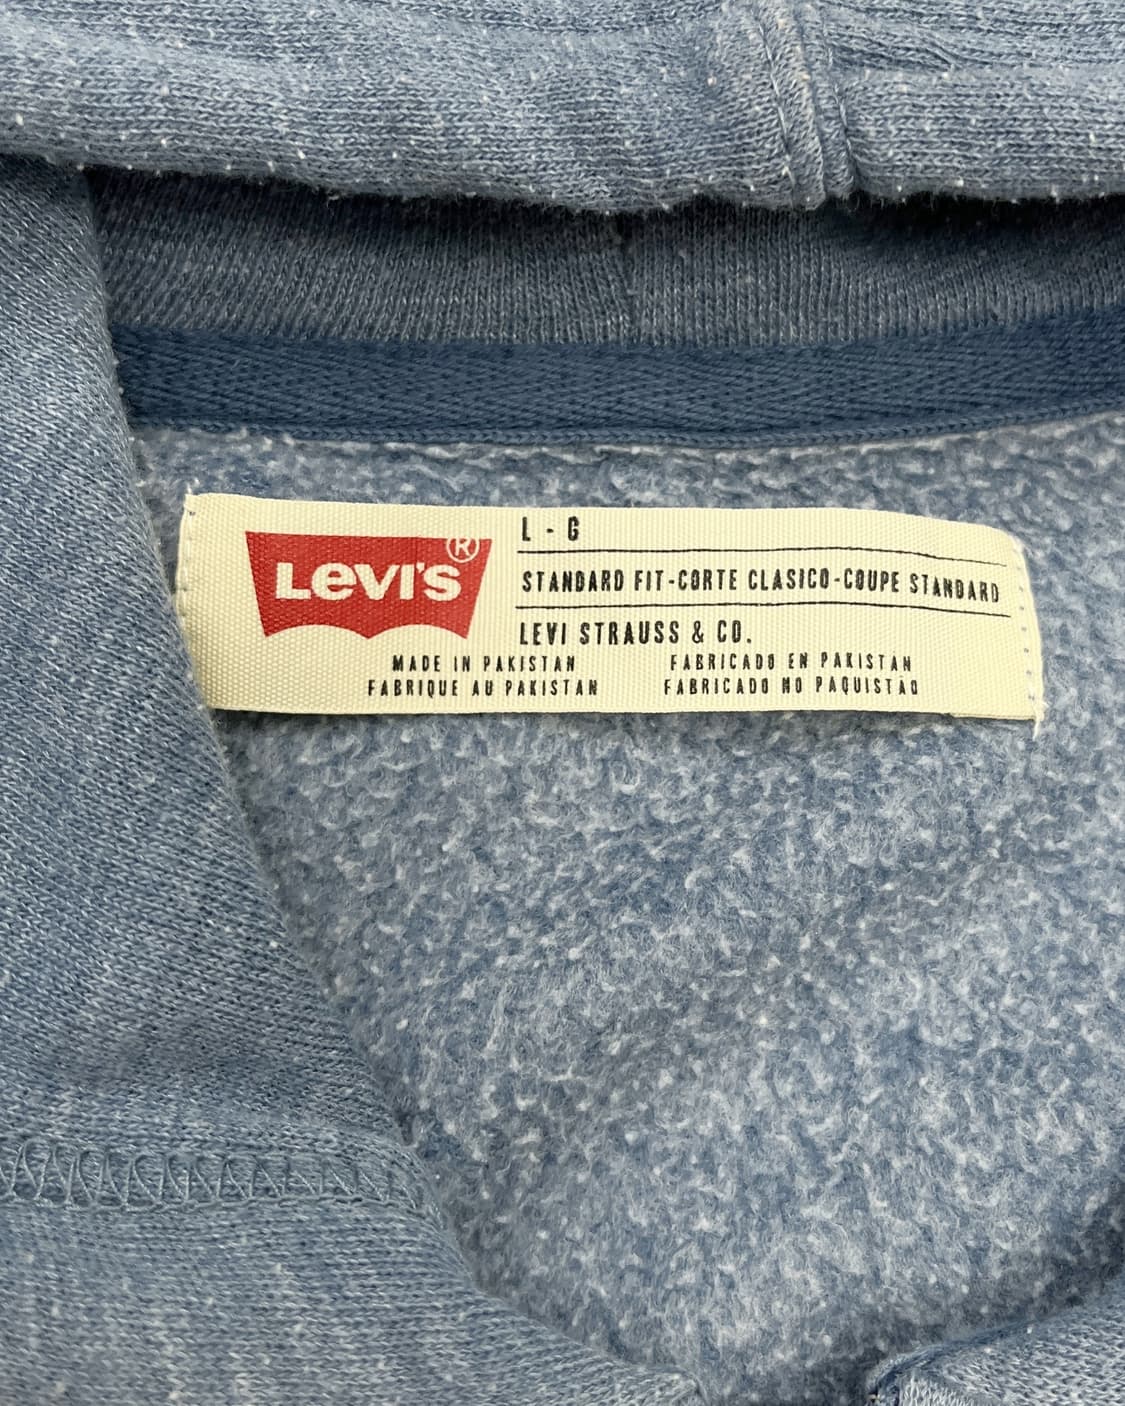 LEVI'S®
L - G
STANDARD FIT-CORTE CLASICO-COUPE STANDARD
LEVI STRAUSS & CO.
MADE IN PAKISTAN FABRICADO EN PAKISTAN
FABRIQUE AU PAKISTAN FABRICADO NO PAQUISTÃO